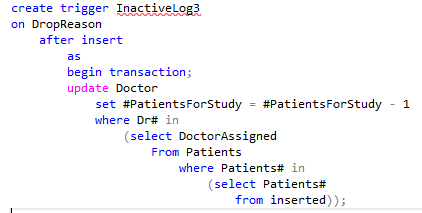 create trigger InactiveLog3
on DropReason
after insert
as
begin transaction;
update Doctor
set #PatientsForStudy = #PatientsForStudy - 1
where Dr# in
(select DoctorAssigned
From Patients
where Patients# in
(select Patients#
from inserted));